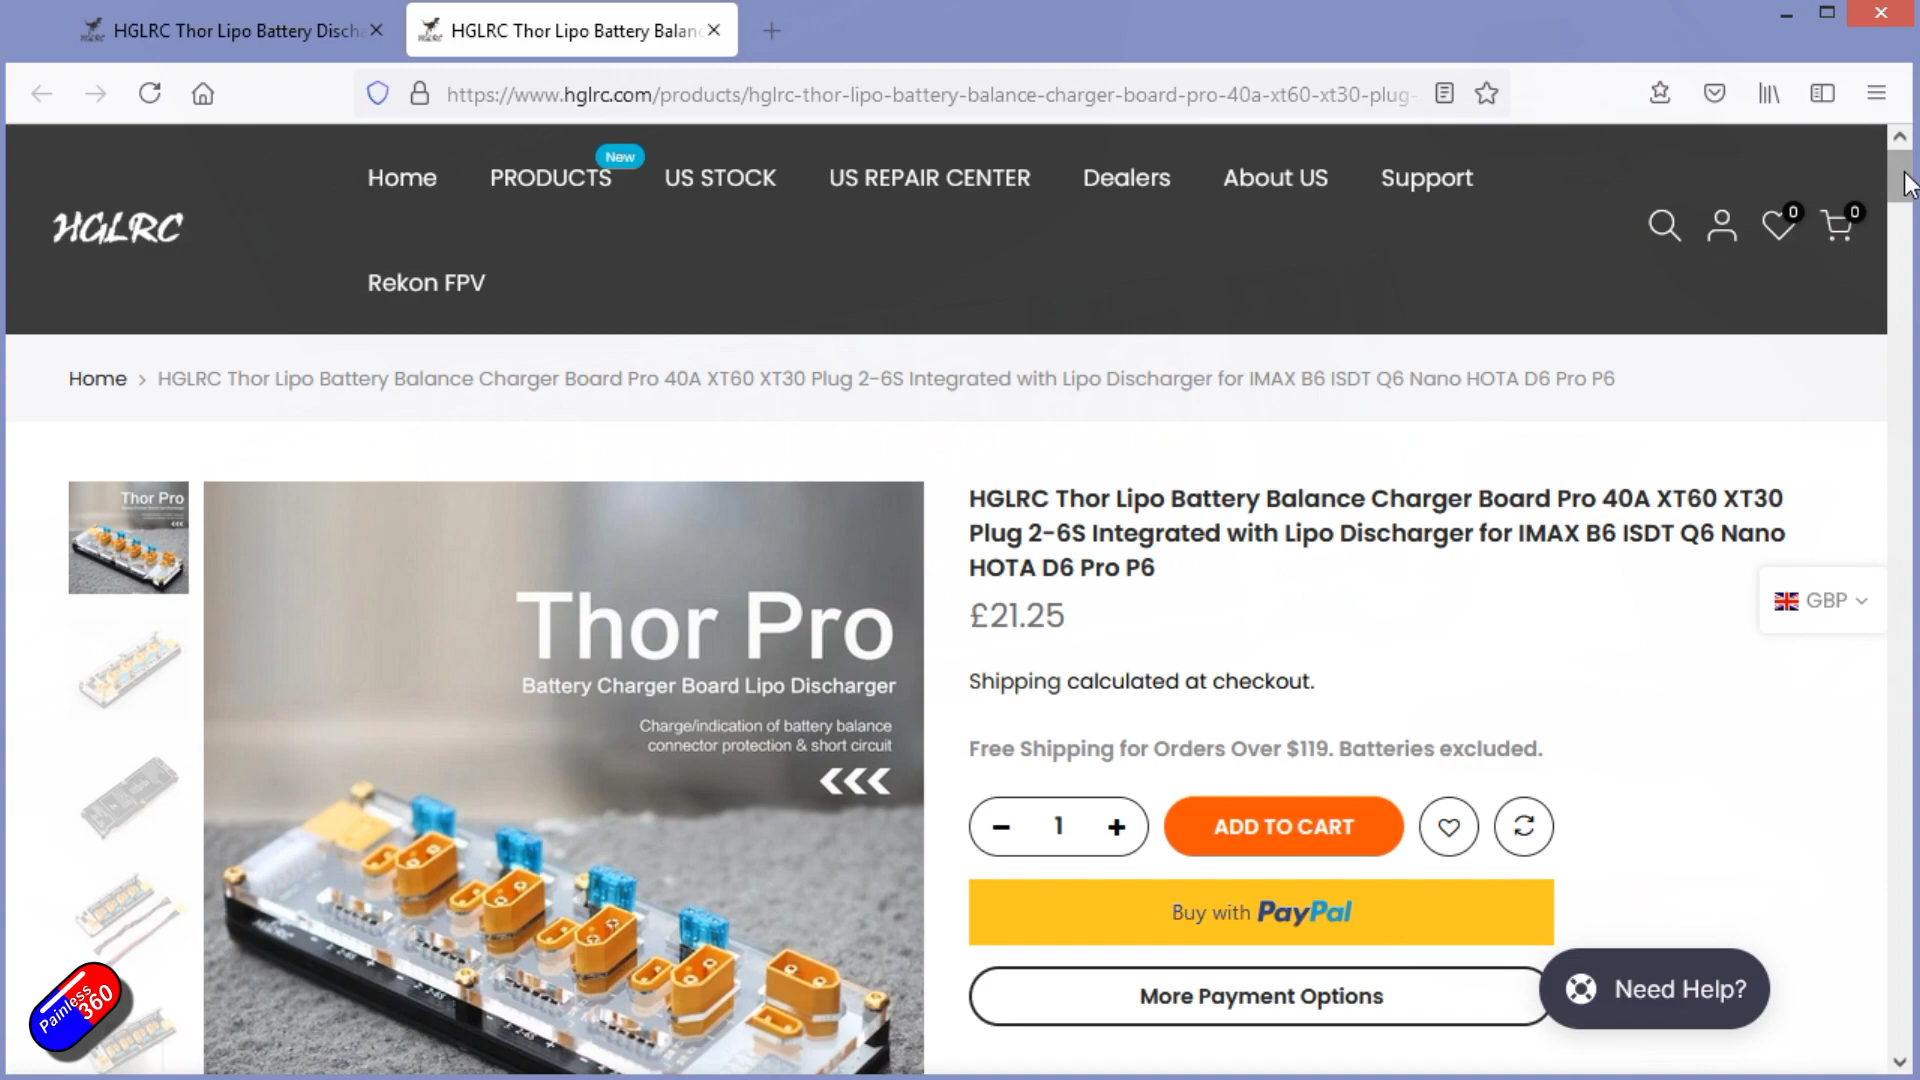 HGLRC Thor Lipo Battery Disch
HGLRC Thor Lipo Battery Balanc
https://www.hglrc.com/products/hglrc-thor-lipo-battery-balance-charger-board-pro-40a-xt60-xt30-plug-
HGLRC
Home
PRODUCTS
New
US STOCK
US REPAIR CENTER
Dealers
About US
Support
Rekon FPV
0
0
Home > HGLRC Thor Lipo Battery Balance Charger Board Pro 40A XT60 XT30 Plug 2-6S Integrated with Lipo Discharger for IMAX B6 ISDT Q6 Nano HOTA D6 Pro P6
Thor Pro
Thor Pro
Battery Charger Board Lipo Discharger
Charge/indication of battery balance
connector protection & short circuit
HGLRC Thor Lipo Battery Balance Charger Board Pro 40A XT60 XT30
Plug 2-6S Integrated with Lipo Discharger for IMAX B6 ISDT Q6 Nano
HOTA D6 Pro P6
£21.25
GBP
Shipping calculated at checkout.
Free Shipping for Orders Over $119. Batteries excluded.
1
ADD TO CART
Buy with PayPal
More Payment Options
Need Help?
Painless
360